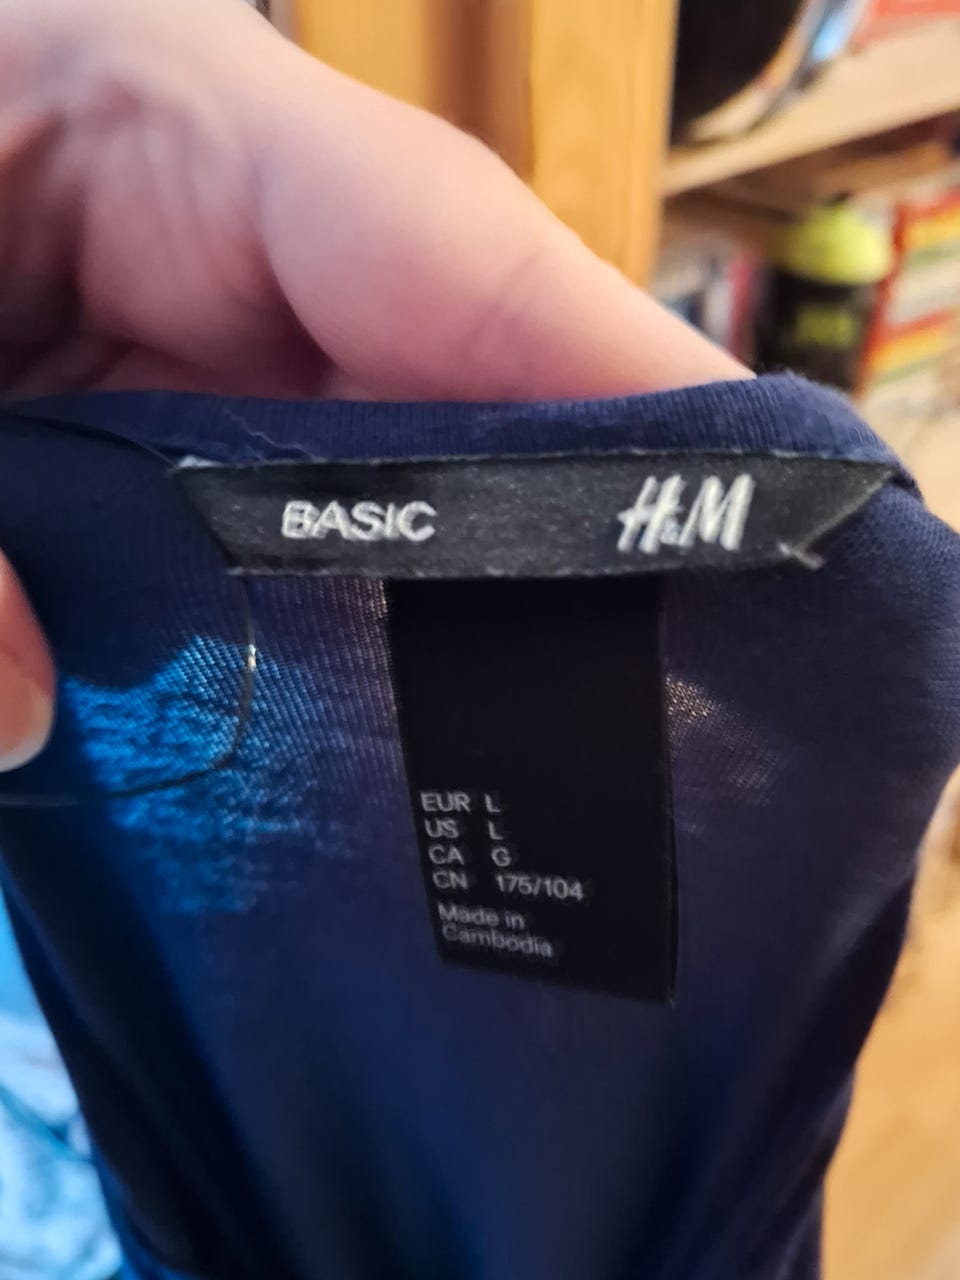 BASIC H&M
EUR L
US L
CA G
CN 175/104
Made in
Cambodia